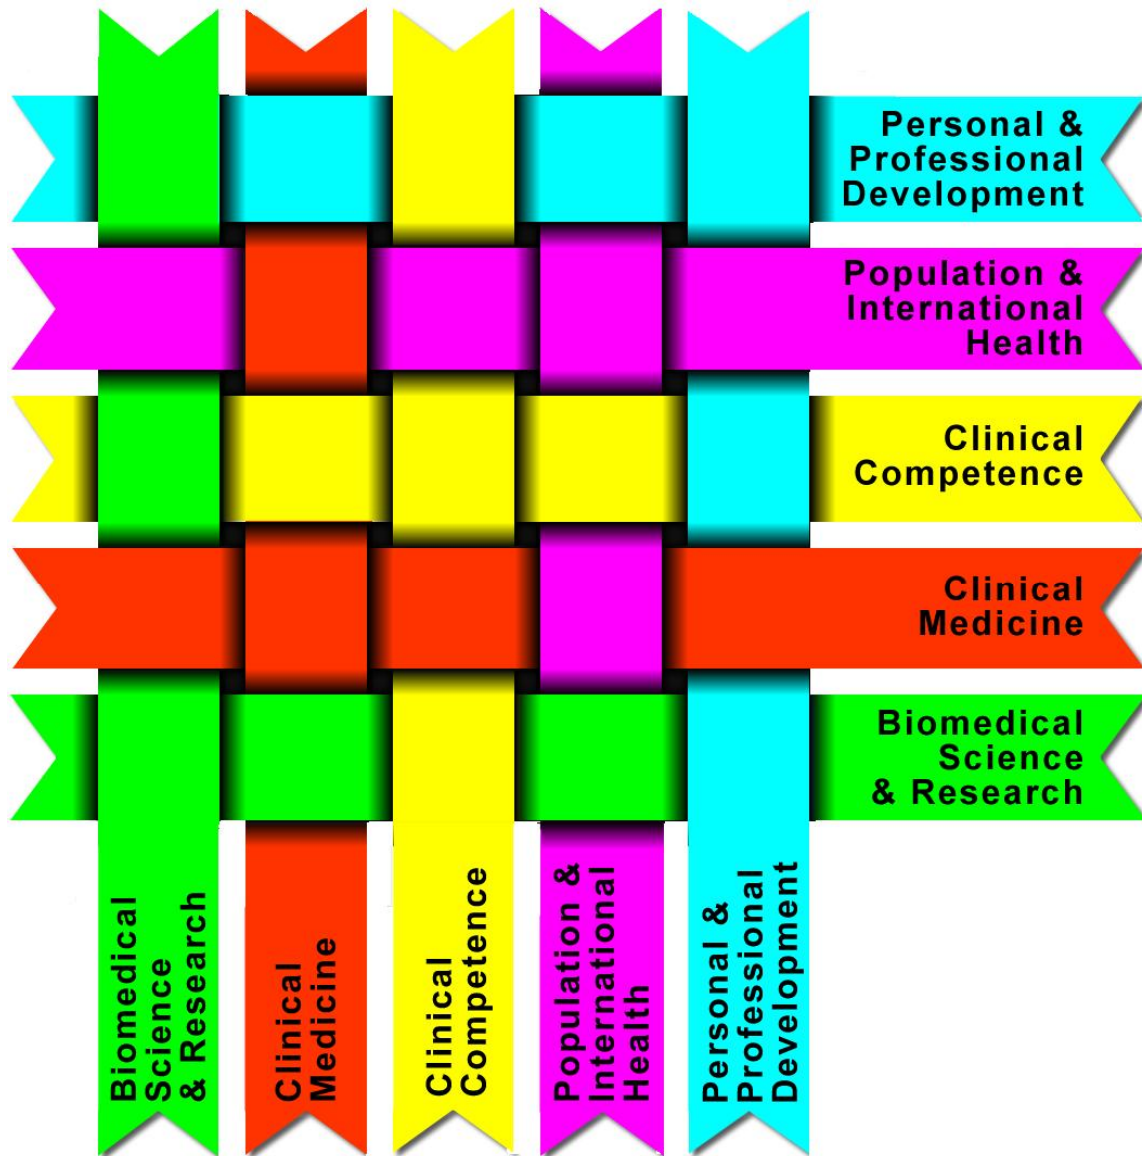 Personal &
Professional
Development
Population &
International
Health
Clinical
Competence
Clinical
Medicine
Biomedical
Science
& Research
Biomedical
Science
& Research
Clinical
Medicine
Clinical
Competence
Population &
International
Health
Personal &
Professional
Development